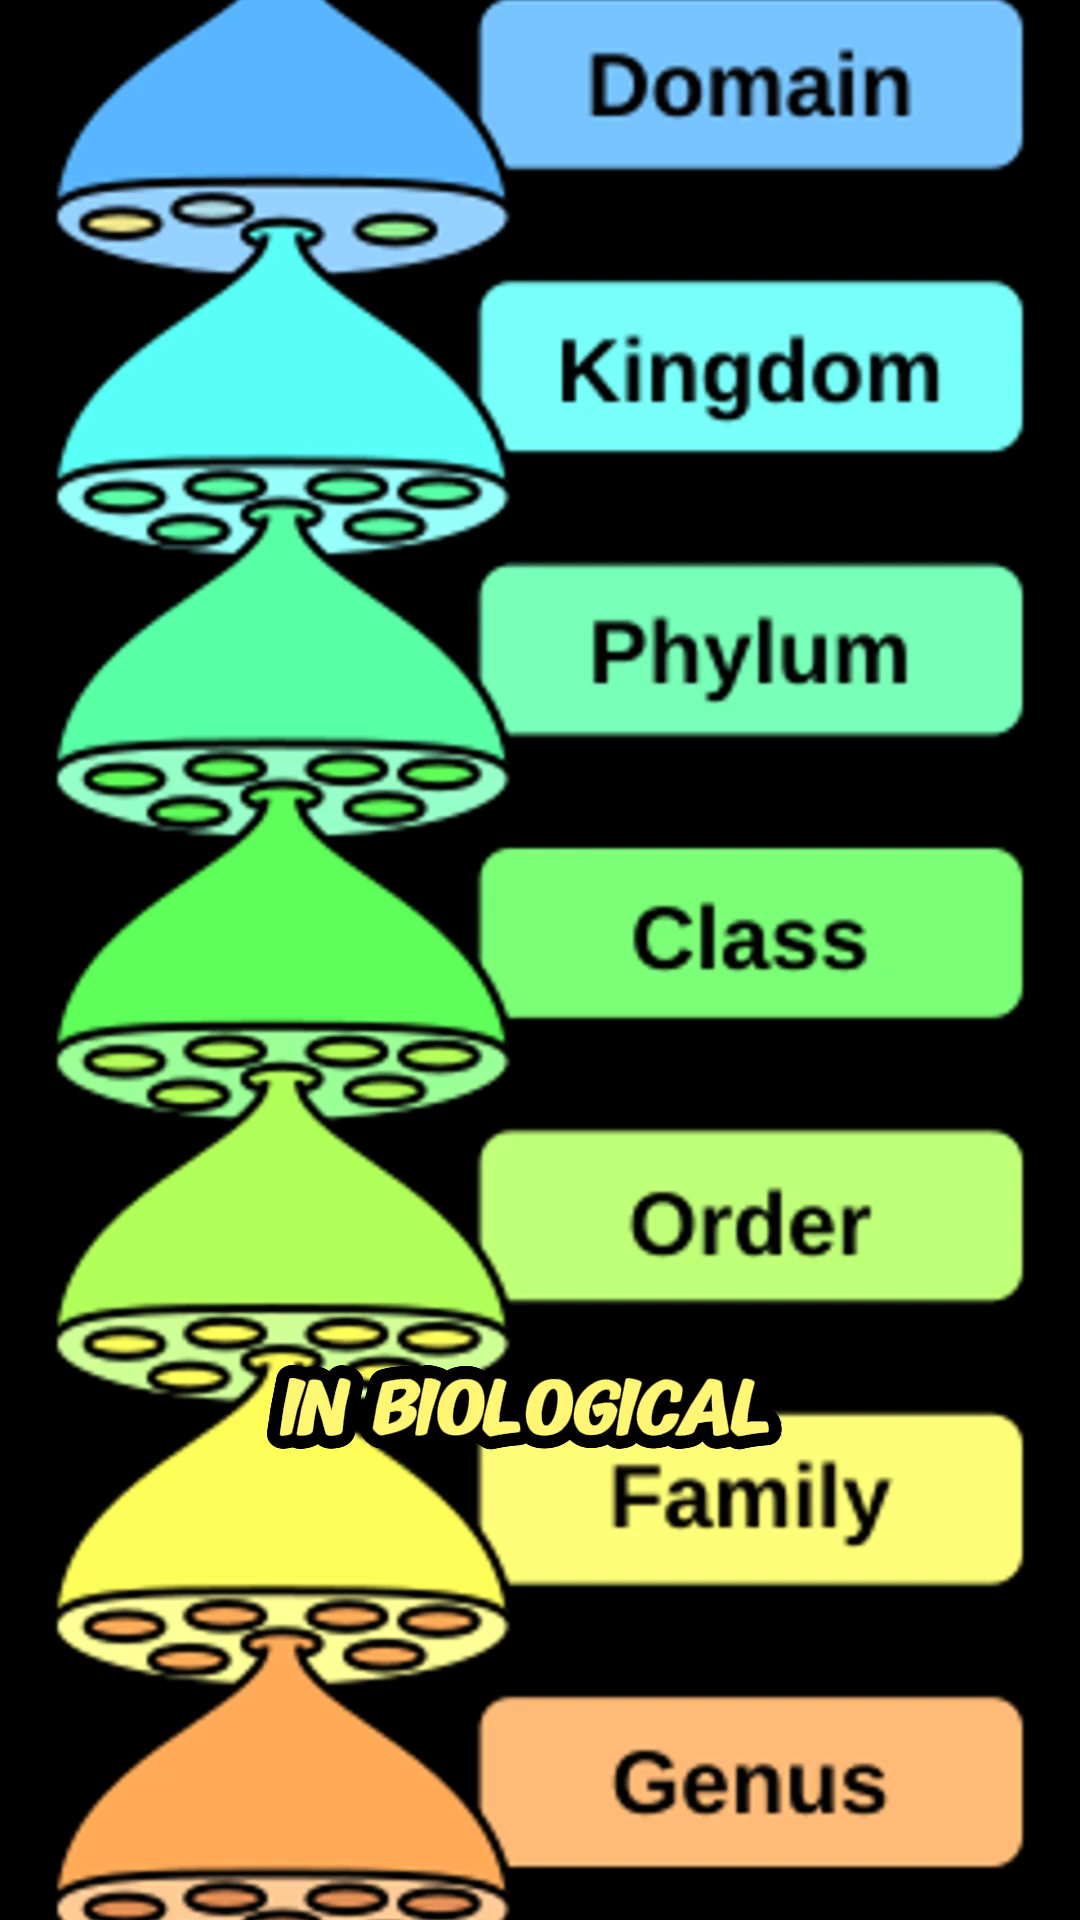 Domain
Kingdom
Phylum
Class
Order
IN BIOLOGICAL
Family
Genus